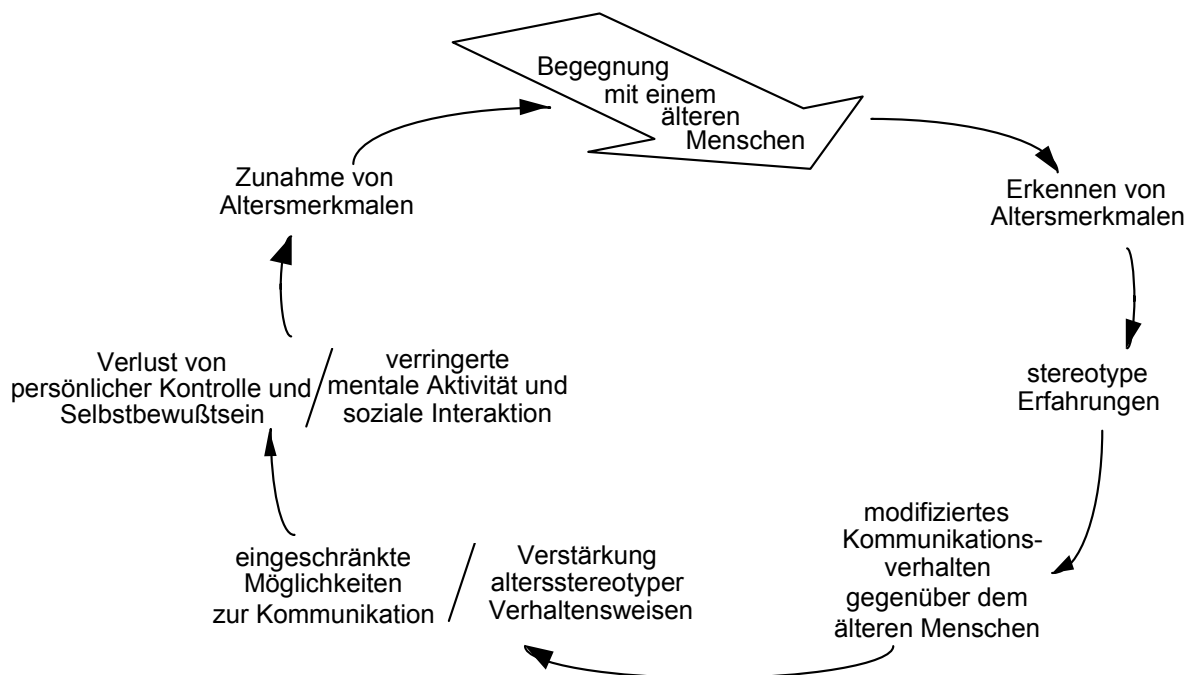 Begegnung
mit einem
älteren
Menschen
Erkennen von
Altersmerkmalen
stereotype
Erfahrungen
modifiziertes
Kommunikations-
verhalten
gegenüber dem
älteren Menschen
Verstärkung
altersstereotyper
Verhaltensweisen
/
eingeschränkte
Möglichkeiten
zur Kommunikation
verringerte
mentale Aktivität und
soziale Interaktion
/
Verlust von
persönlicher Kontrolle und
Selbstbewußtsein
Zunahme von
Altersmerkmalen